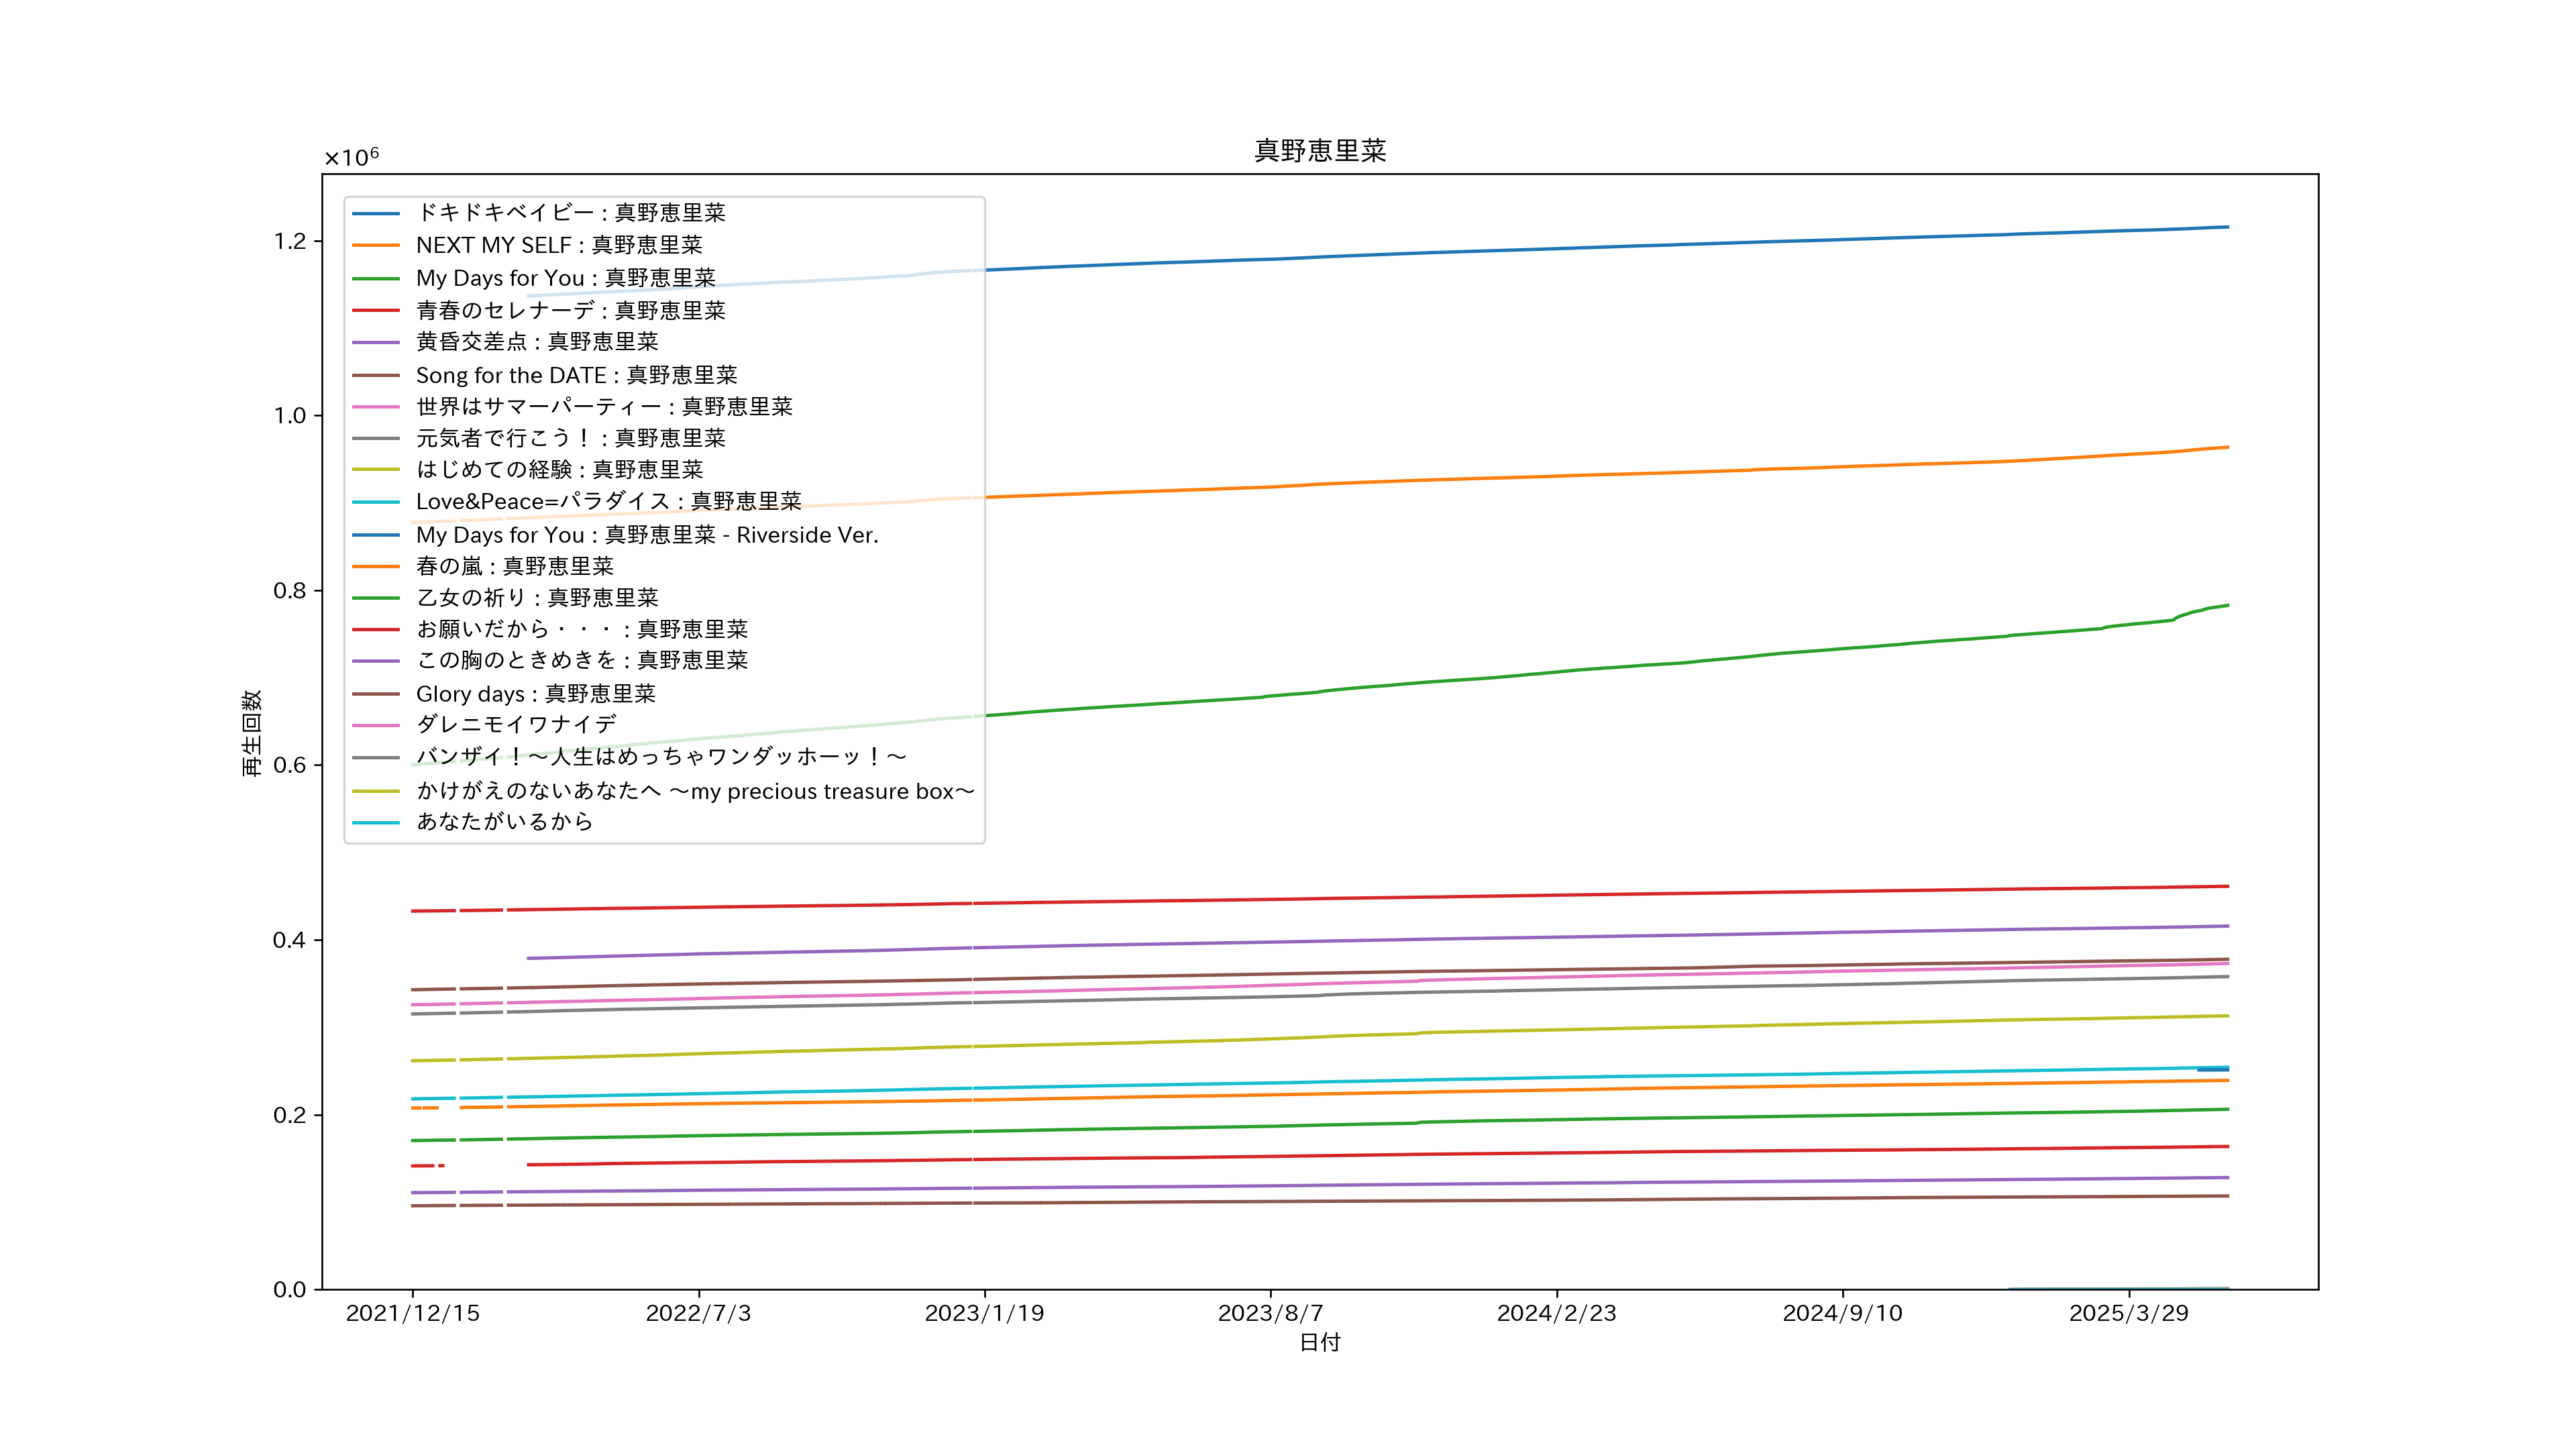 真野恵里菜
×10⁶
ドキドキベイビー : 真野恵里菜
NEXT MY SELF : 真野恵里菜
My Days for You : 真野恵里菜
青春のセレナーデ : 真野恵里菜
黄昏交差点 : 真野恵里菜
Song for the DATE : 真野恵里菜
世界はサマーパーティー : 真野恵里菜
元気者で行こう！ : 真野恵里菜
はじめての経験 : 真野恵里菜
Love&Peace=パラダイス : 真野恵里菜
My Days for You : 真野恵里菜 - Riverside Ver.
春の嵐 : 真野恵里菜
乙女の祈り : 真野恵里菜
お願いだから・・・ : 真野恵里菜
この胸のときめきを : 真野恵里菜
Glory days : 真野恵里菜
ダレニモイワナイデ
バンザイ！～人生はめっちゃワンダッホーッ！～
かけがえのないあなたへ ～my precious treasure box～
あなたがいるから
1.2
1.0
0.8
0.6
0.4
0.2
0.0
再生回数
2021/12/15
2022/7/3
2023/1/19
2023/8/7
2024/2/23
2024/9/10
2025/3/29
日付